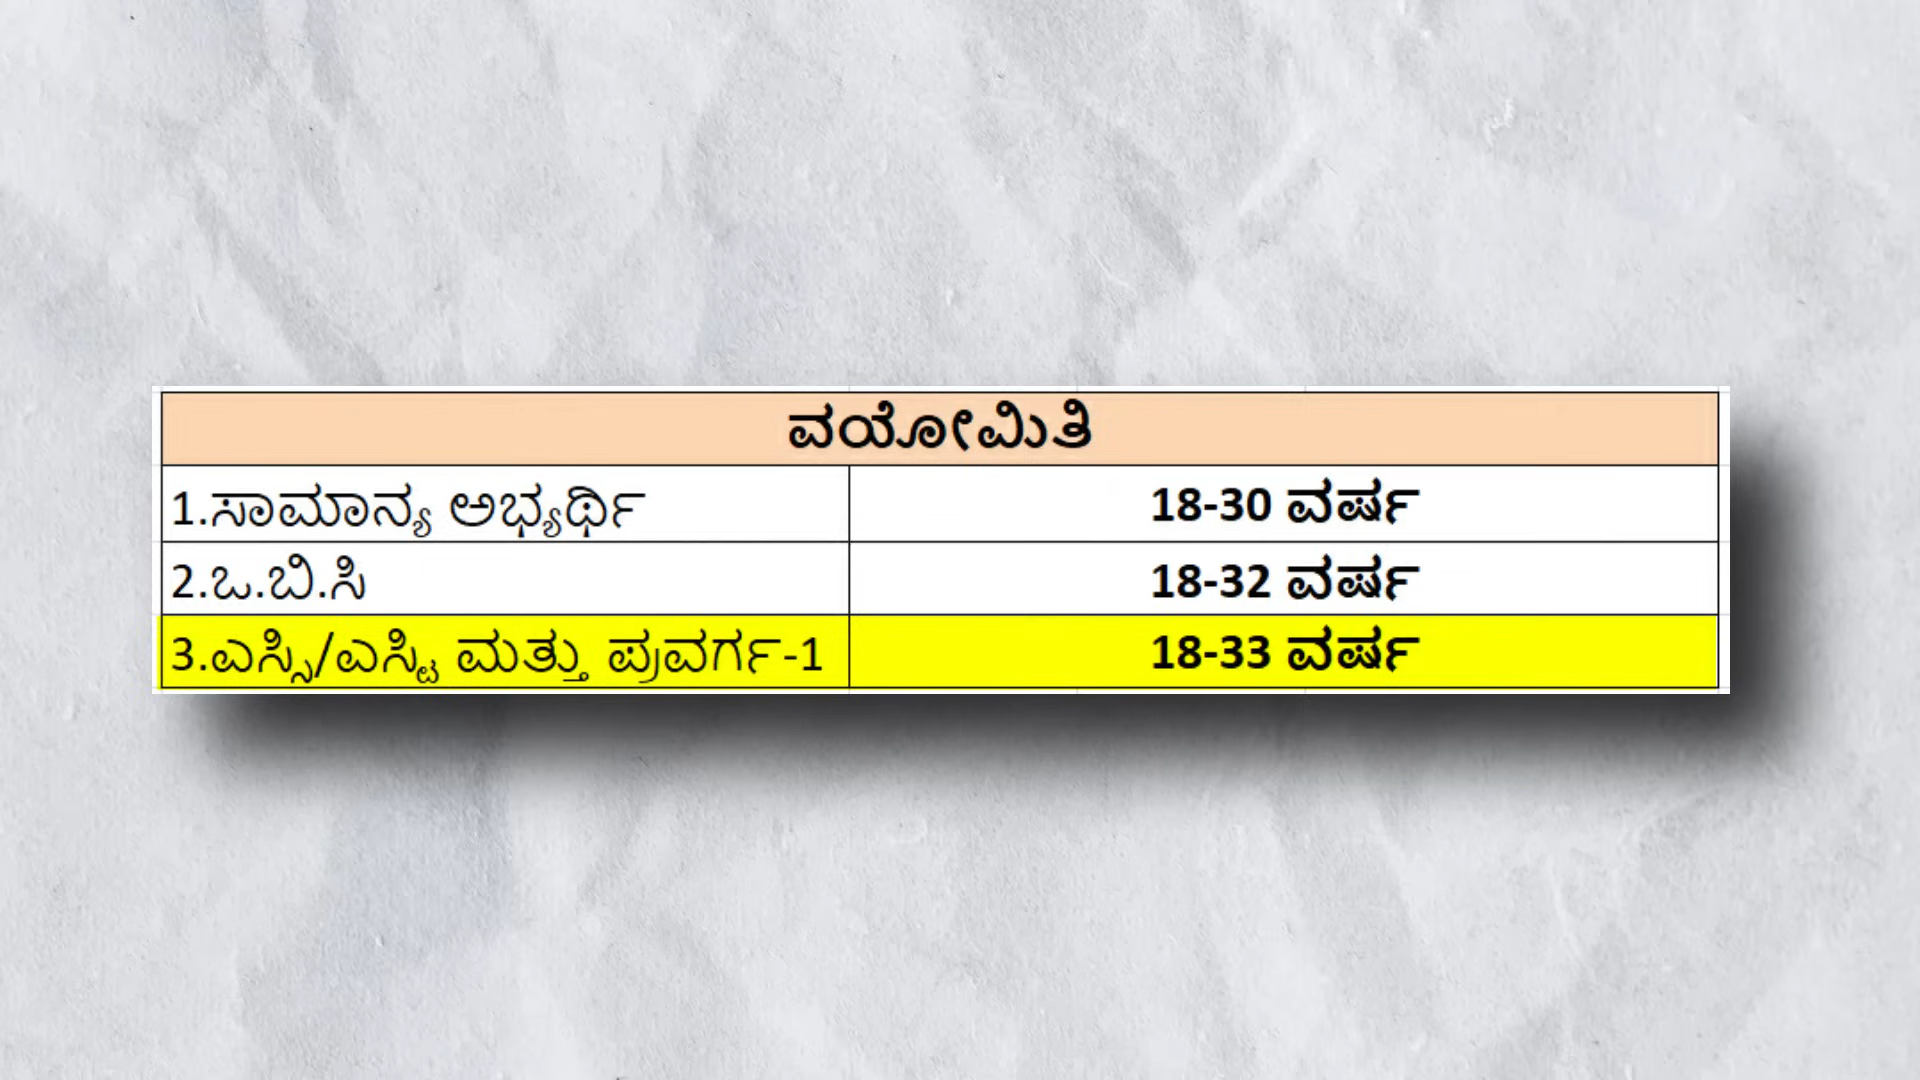 ವಯೋಮಿತಿ
1.ಸಾಮಾನ್ಯ ಅಭ್ಯರ್ಥಿ 18-30 ವರ್ಷ
2.ಒ.ಬಿ.ಸಿ 18-32 ವರ್ಷ
3.ಎಸ್ಸಿ/ಎಸ್ಟಿ ಮತ್ತು ಪ್ರವರ್ಗ-1 18-33 ವರ್ಷ